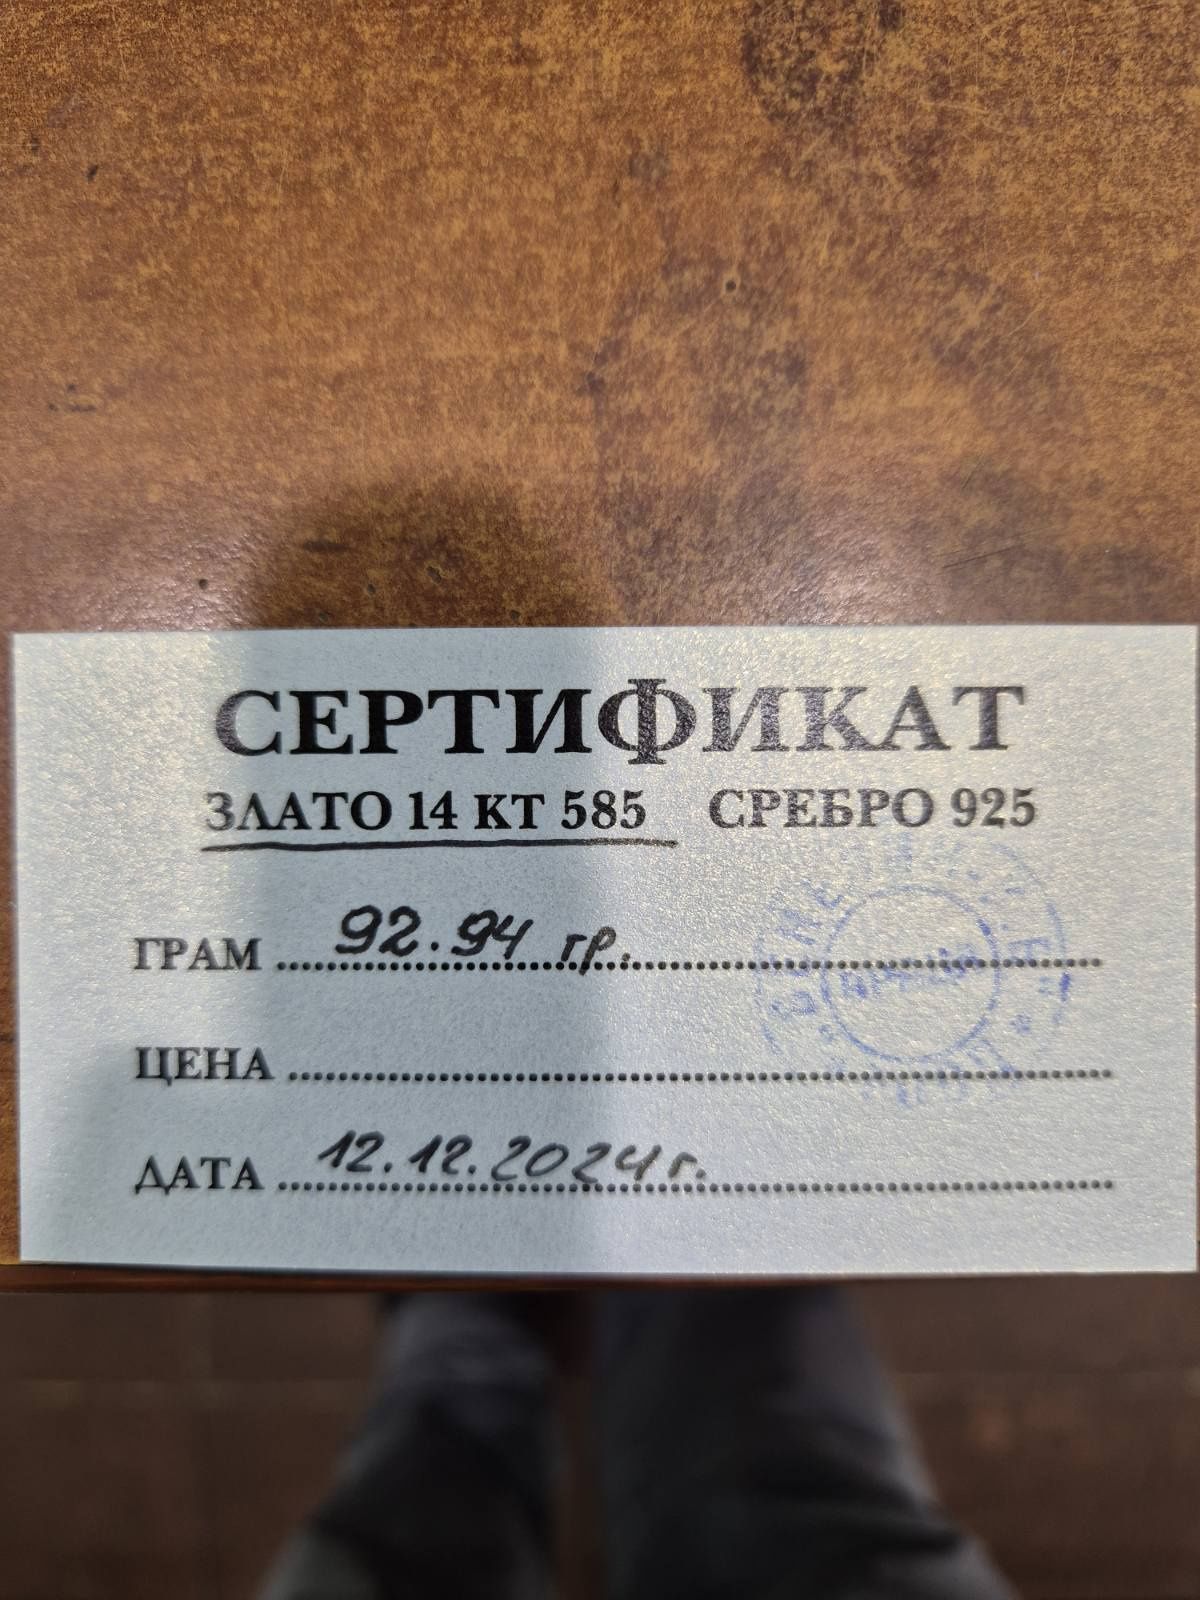 СЕРТИФИКАТ
ЗЛАТО 14 КТ 585 СРЕБРО 925
ГРАМ 92.94 гр.
ЦЕНА
ДАТА 12.12.2024 г.